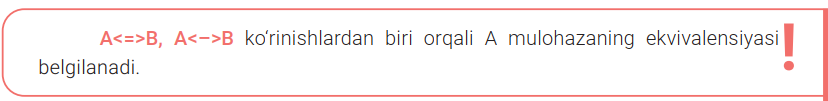 A<=>B, A<–>B ko‘rinishlardan biri orqali A mulohazaning ekvivalensiyasi
belgilanadi.
!